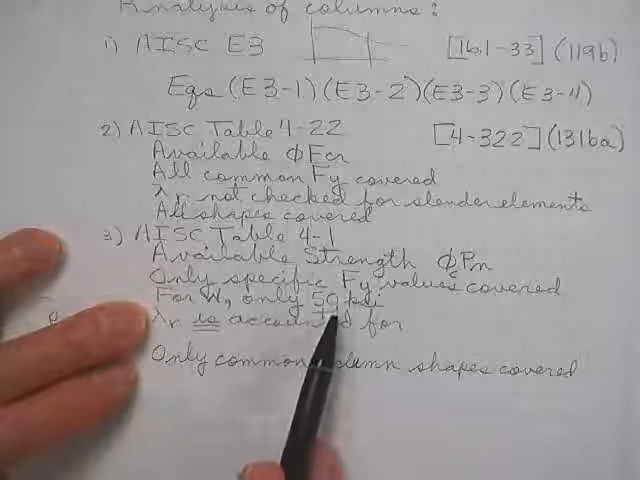 Analyses of columns:
1) AISC E3 [16.1-33] (119b)
Eqs (E3-1) (E3-2) (E3-3) (E3-4)
2) AISC Table 4-22 [4-322] (131ba)
Available ϕFcr
All common Fy covered
λr not checked for slender elements
All shapes covered
3) AISC Table 4-1
Available Strength ϕcPn
Only specific Fy values covered
For W, only 50 ksi
λr is accounted for
Only common column shapes covered